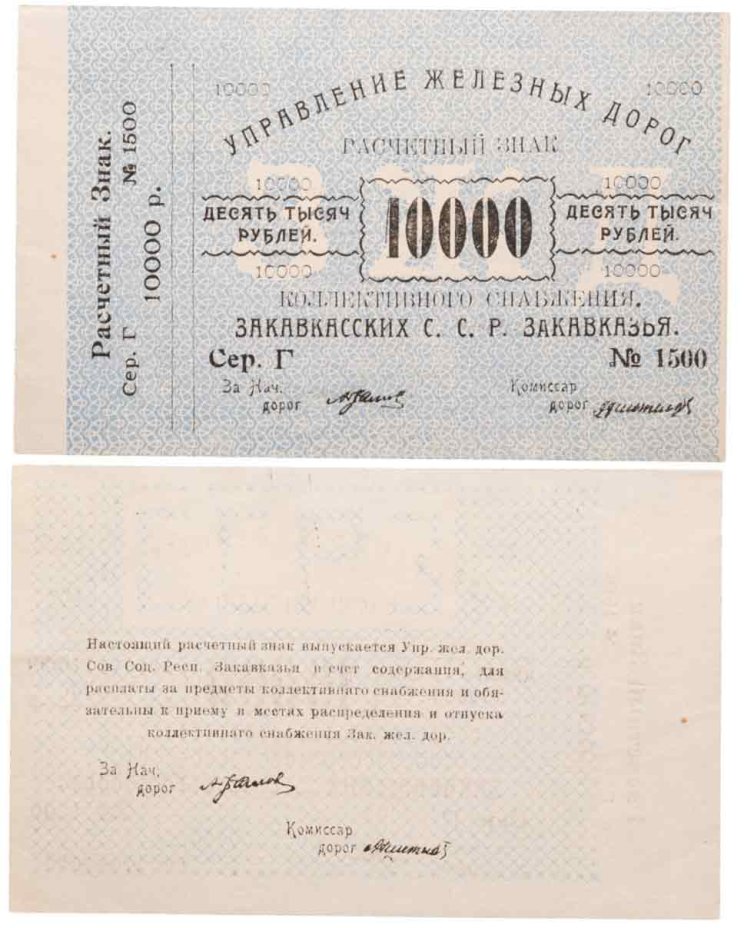 Расчетный Знак.
Сер. Г № 1500
10000 р.
10000 10000
УПРАВЛЕНИЕ ЖЕЛЕЗНЫХ ДОРОГ
РАСЧЕТНЫЙ ЗНАК
10000 10000
ДЕСЯТЬ ТЫСЯЧ
РУБЛЕЙ.
10000
ДЕСЯТЬ ТЫСЯЧ
РУБЛЕЙ.
10000 10000
КОЛЛЕКТИВНОГО СНАБЖЕНИЯ.
ЗАКАВКАССКИХ С. С. Р. ЗАКАВКАЗЬЯ.
Сер. Г № 1500
За Нач.
дорог
Комиссар
дорог
Настоящий расчетный знак выпускается Упр. жел. дор.
Сов Соц. Респ. Закавказья в счет содержания, для
расплаты за предметы коллективнаго снабжения и обя-
зательны к приему в местах распределения и отпуска
коллективнаго снабжения Зак. жел. дор.
За Нач.
дорог
Комиссар
дорог